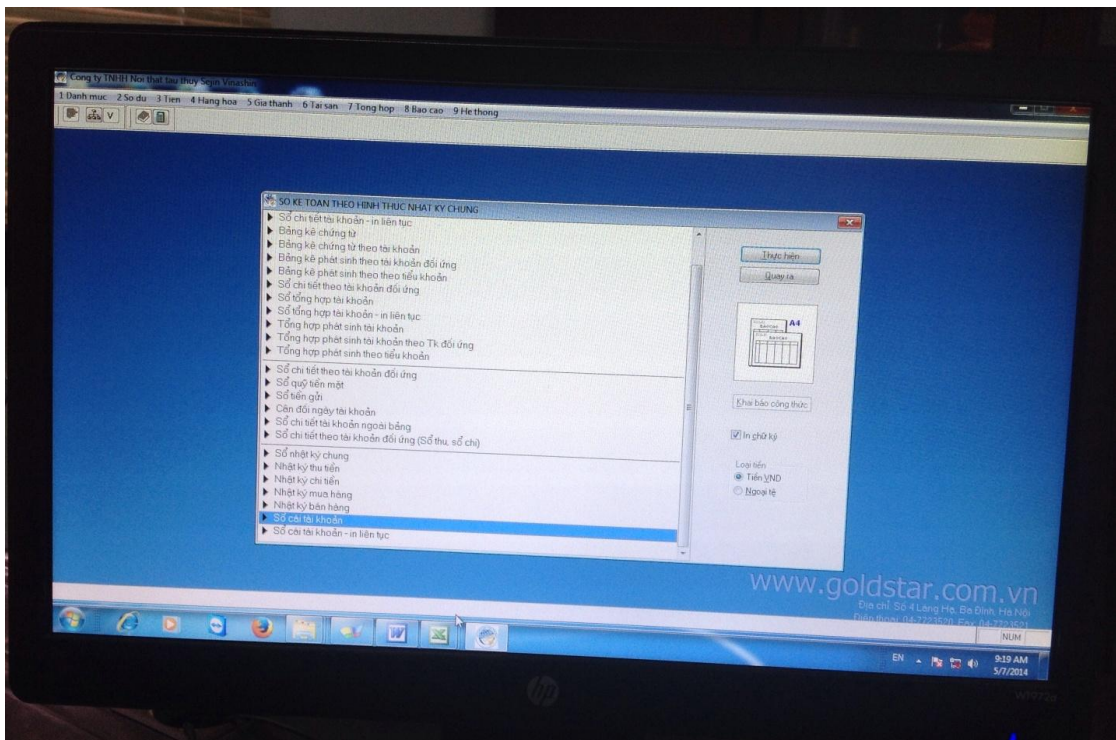 Cong ty TNHH Noi that tau thuy Sejin Vinashin
1 Danh muc 2 So du 3 Tien 4 Hang hoa 5 Gia thanh 6 Tai san 7 Tong hop 8 Bao cao 9 He thong
SO KE TOAN THEO HINH THUC NHAT KY CHUNG
Sổ chi tiết tài khoản - in liên tục
Bảng kê chứng từ
Bảng kê chứng từ theo tài khoản
Bảng kê phát sinh theo tài khoản đối ứng
Bảng kê phát sinh theo theo tiểu khoản
Sổ chi tiết theo tài khoản đối ứng
Sổ tổng hợp tài khoản
Sổ tổng hợp tài khoản - in liên tục
Tổng hợp phát sinh tài khoản
Tổng hợp phát sinh tài khoản theo Tk đối ứng
Tổng hợp phát sinh theo tiểu khoản
Sổ chi tiết theo tài khoản đối ứng
Sổ quỹ tiền mặt
Sổ tiền gửi
Cân đối ngày tài khoản
Sổ chi tiết tài khoản ngoài bảng
Sổ chi tiết theo tài khoản đối ứng (Sổ thu, sổ chi)
Sổ nhật ký chung
Nhật ký thu tiền
Nhật ký chi tiền
Nhật ký mua hàng
Nhật ký bán hàng
Sổ cái tài khoản
Sổ cái tài khoản - in liên tục
Thực hiện
Quay ra
A4
Khai báo công thức
In chữ ký
Loại tiền
Tiền VND
Ngoại tệ
www.goldstar.com.vn
Địa chỉ: Số 4 Láng Hạ, Ba Đình, Hà Nội
Điện thoại: 04-7223520 Fax: 04-7223521
NUM
EN
9:19 AM
5/7/2014
hp